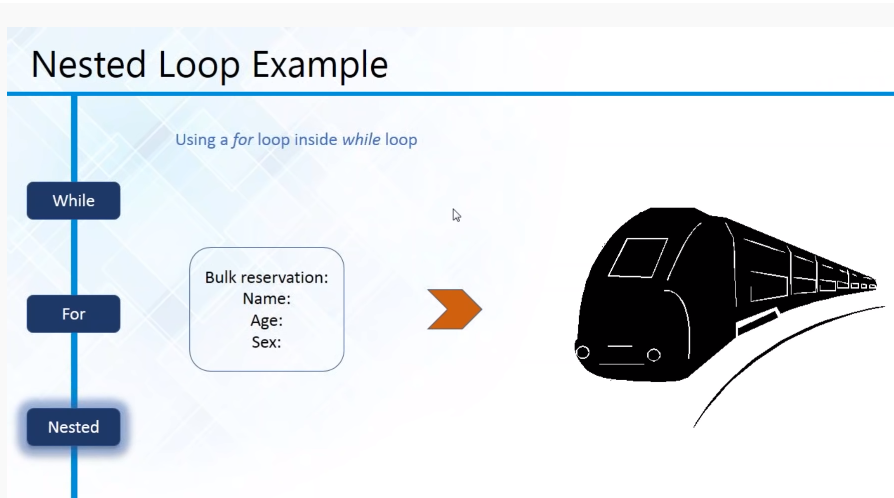 Nested Loop Example
Using a for loop inside while loop
While
For
Nested
Bulk reservation:
Name:
Age:
Sex: